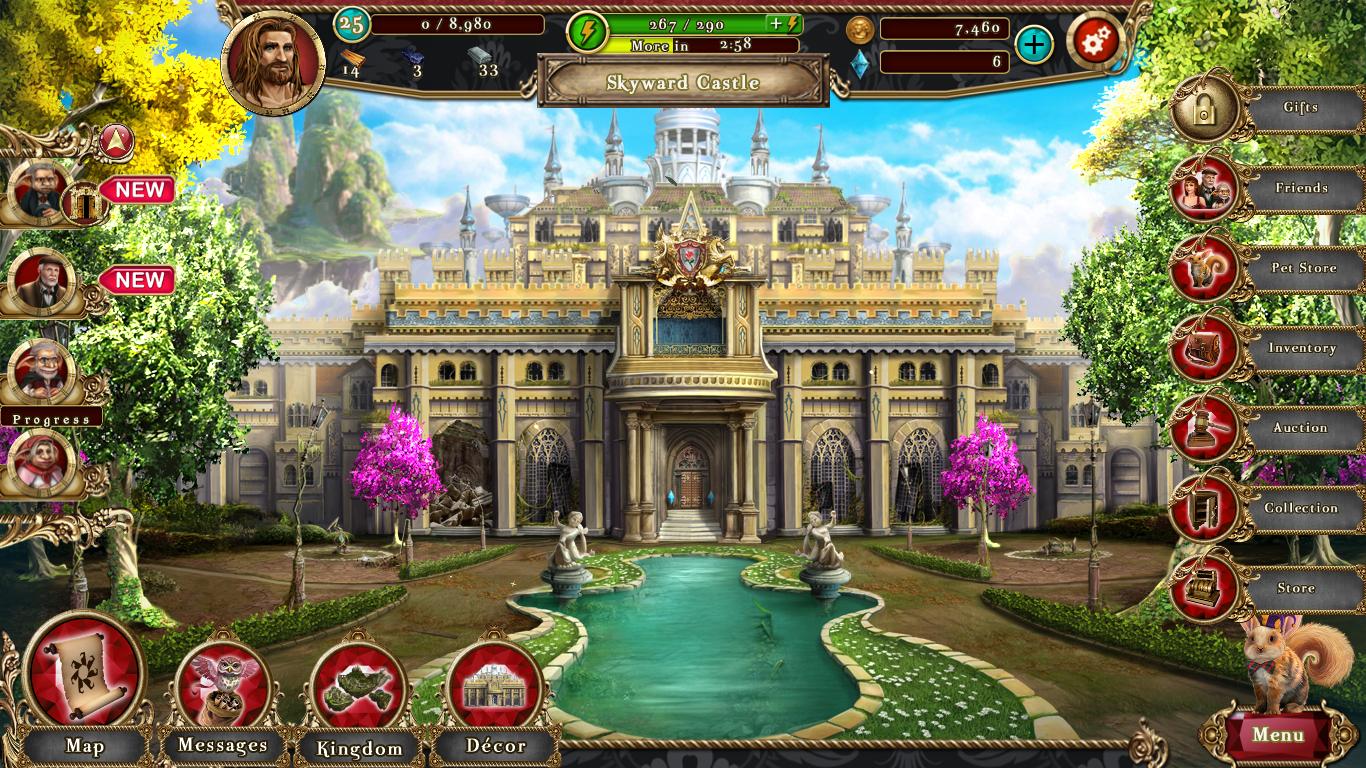 25
0 / 8,980
267 / 290
More in 2:58
14
3
33
7,460
6
Skyward Castle
NEW
NEW
Progress
Gifts
Friends
Pet Store
Inventory
Auction
Collection
Store
Map
Messages
Kingdom
Décor
Menu